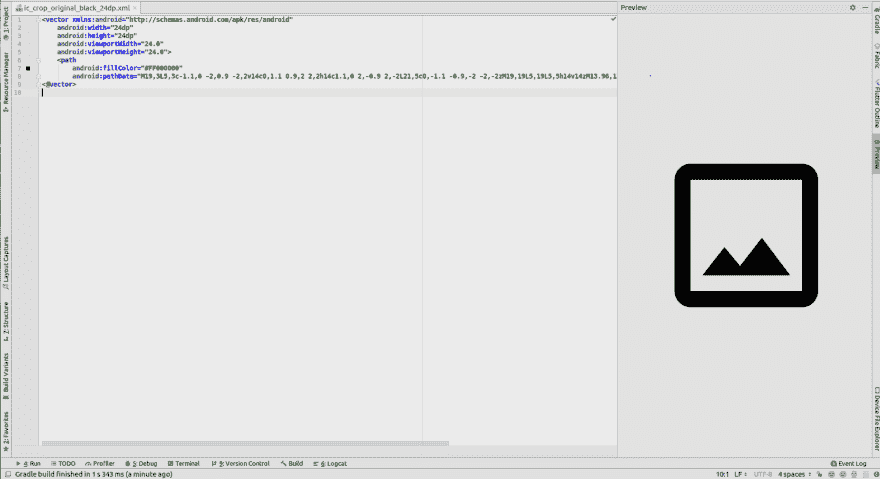 ic_crop_original_black_24dp.xml
Preview
1 <vector xmlns:android="http://schemas.android.com/apk/res/android"
2 android:width="24dp"
3 android:height="24dp"
4 android:viewportWidth="24.0"
5 android:viewportHeight="24.0">
6 <path
7 android:fillColor="#FF000000"
8 android:pathData="M19,5L5,5c-1.1,0 -2,0.9 -2,2v14c0,1.1 0.9,2 2,2h14c1.1,0 2,-0.9 2,-2L21,5c0,-1.1 -0.9,-2 -2,-2zM19,19L5,19L5,5h14v14zM13.96,1
9 </vector>
10
1: Project
Resource Manager
Layout Captures
Z: Structure
Build Variants
2: Favorites
Gradle
Fabric
Flutter Outline
Preview
Device File Explorer
4: Run TODO Profiler 5: Debug Terminal 9: Version Control Build 6: Logcat Event Log
Gradle build finished in 1 s 343 ms (a minute ago) 10:1 LF UTF-8 4 spaces